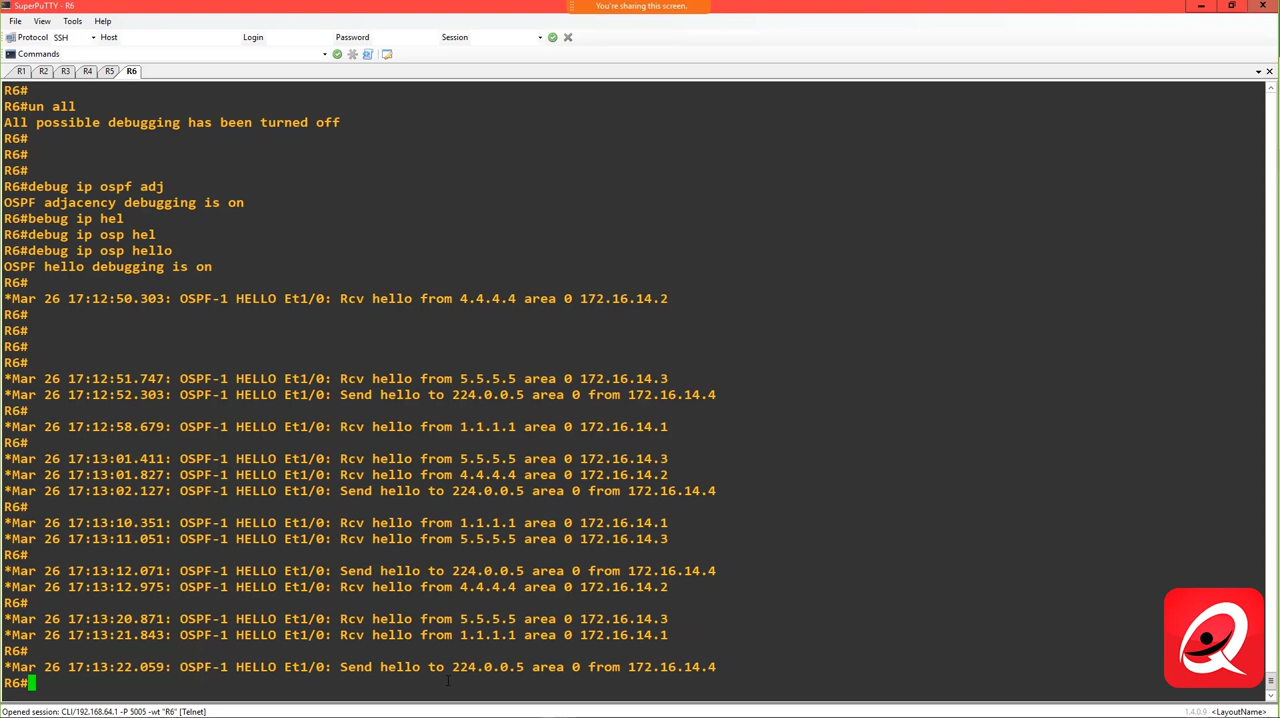 SuperPuTTY - R6
You're sharing this screen.
File View Tools Help
Protocol SSH Host Login Password Session
Commands
R1 R2 R3 R4 R5 R6
R6#
R6#un all
All possible debugging has been turned off
R6#
R6#
R6#
R6#debug ip ospf adj
OSPF adjacency debugging is on
R6#bebug ip hel
R6#debug ip osp hel
R6#debug ip osp hello
OSPF hello debugging is on
R6#
*Mar 26 17:12:50.303: OSPF-1 HELLO Et1/0: Rcv hello from 4.4.4.4 area 0 172.16.14.2
R6#
R6#
R6#
R6#
*Mar 26 17:12:51.747: OSPF-1 HELLO Et1/0: Rcv hello from 5.5.5.5 area 0 172.16.14.3
*Mar 26 17:12:52.303: OSPF-1 HELLO Et1/0: Send hello to 224.0.0.5 area 0 from 172.16.14.4
R6#
*Mar 26 17:12:58.679: OSPF-1 HELLO Et1/0: Rcv hello from 1.1.1.1 area 0 172.16.14.1
R6#
*Mar 26 17:13:01.411: OSPF-1 HELLO Et1/0: Rcv hello from 5.5.5.5 area 0 172.16.14.3
*Mar 26 17:13:01.827: OSPF-1 HELLO Et1/0: Rcv hello from 4.4.4.4 area 0 172.16.14.2
*Mar 26 17:13:02.127: OSPF-1 HELLO Et1/0: Send hello to 224.0.0.5 area 0 from 172.16.14.4
R6#
*Mar 26 17:13:10.351: OSPF-1 HELLO Et1/0: Rcv hello from 1.1.1.1 area 0 172.16.14.1
*Mar 26 17:13:11.051: OSPF-1 HELLO Et1/0: Rcv hello from 5.5.5.5 area 0 172.16.14.3
R6#
*Mar 26 17:13:12.071: OSPF-1 HELLO Et1/0: Send hello to 224.0.0.5 area 0 from 172.16.14.4
*Mar 26 17:13:12.975: OSPF-1 HELLO Et1/0: Rcv hello from 4.4.4.4 area 0 172.16.14.2
R6#
*Mar 26 17:13:20.871: OSPF-1 HELLO Et1/0: Rcv hello from 5.5.5.5 area 0 172.16.14.3
*Mar 26 17:13:21.843: OSPF-1 HELLO Et1/0: Rcv hello from 1.1.1.1 area 0 172.16.14.1
R6#
*Mar 26 17:13:22.059: OSPF-1 HELLO Et1/0: Send hello to 224.0.0.5 area 0 from 172.16.14.4
R6#
Opened session: CLI/192.168.64.1 -P 5005 -wt "R6" [Telnet] 1.4.0.9 <LayoutName>